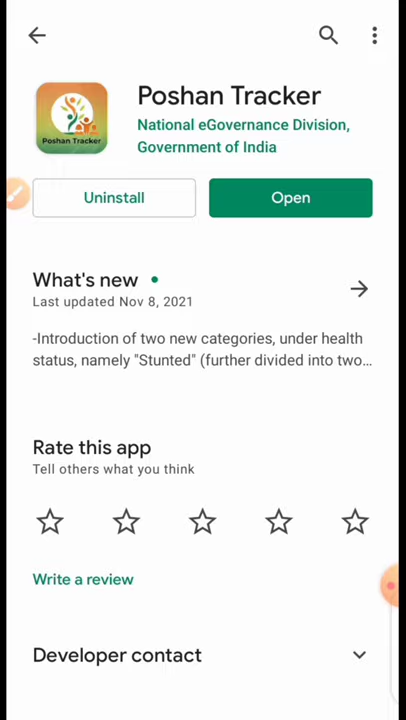 Poshan Tracker
Poshan Tracker
National eGovernance Division,
Government of India
Uninstall
Open
What's new
Last updated Nov 8, 2021
-Introduction of two new categories, under health
status, namely "Stunted" (further divided into two...
Rate this app
Tell others what you think
Write a review
Developer contact